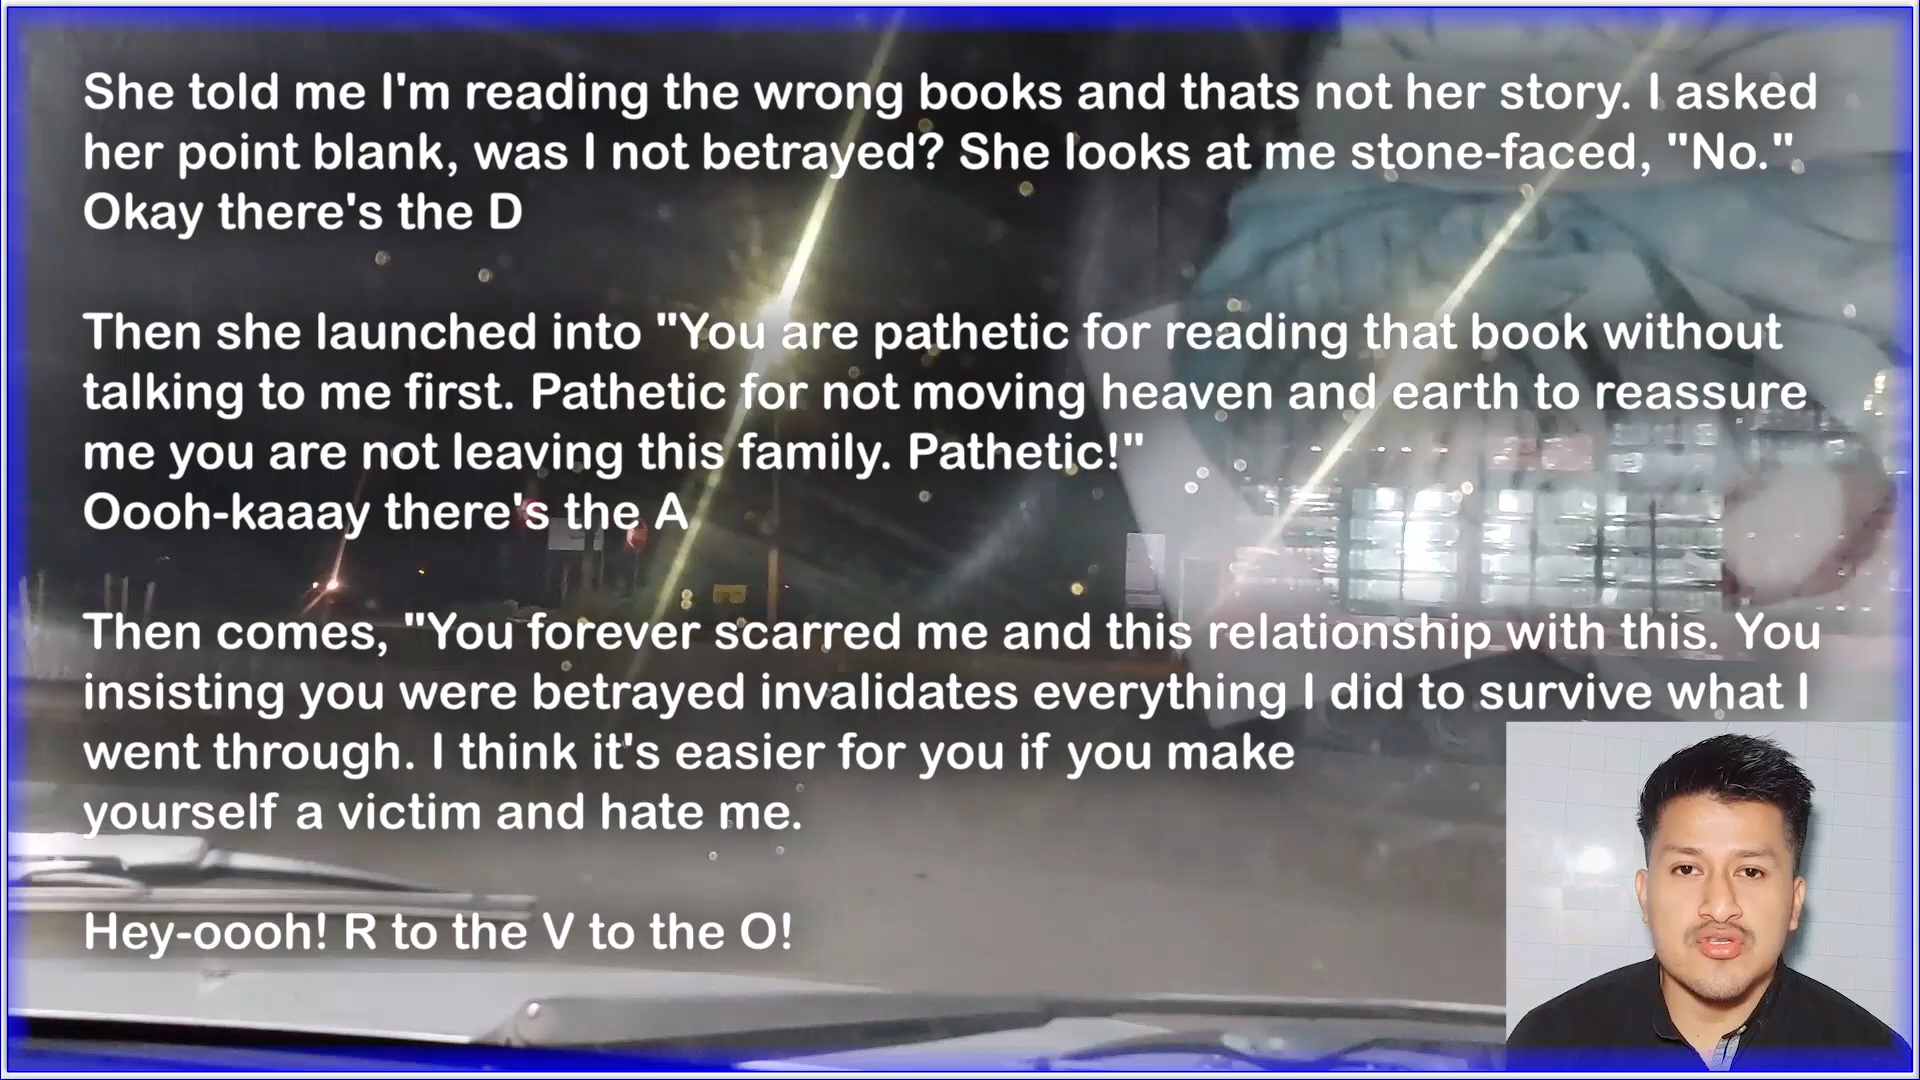 She told me I'm reading the wrong books and thats not her story. I asked
her point blank, was I not betrayed? She looks at me stone-faced, "No."
Okay there's the D
Then she launched into "You are pathetic for reading that book without
talking to me first. Pathetic for not moving heaven and earth to reassure
me you are not leaving this family. Pathetic!"
Oooh-kaaay there's the A
Then comes, "You forever scarred me and this relationship with this. You
insisting you were betrayed invalidates everything I did to survive what I
went through. I think it's easier for you if you make
yourself a victim and hate me.
Hey-oooh! R to the V to the O!